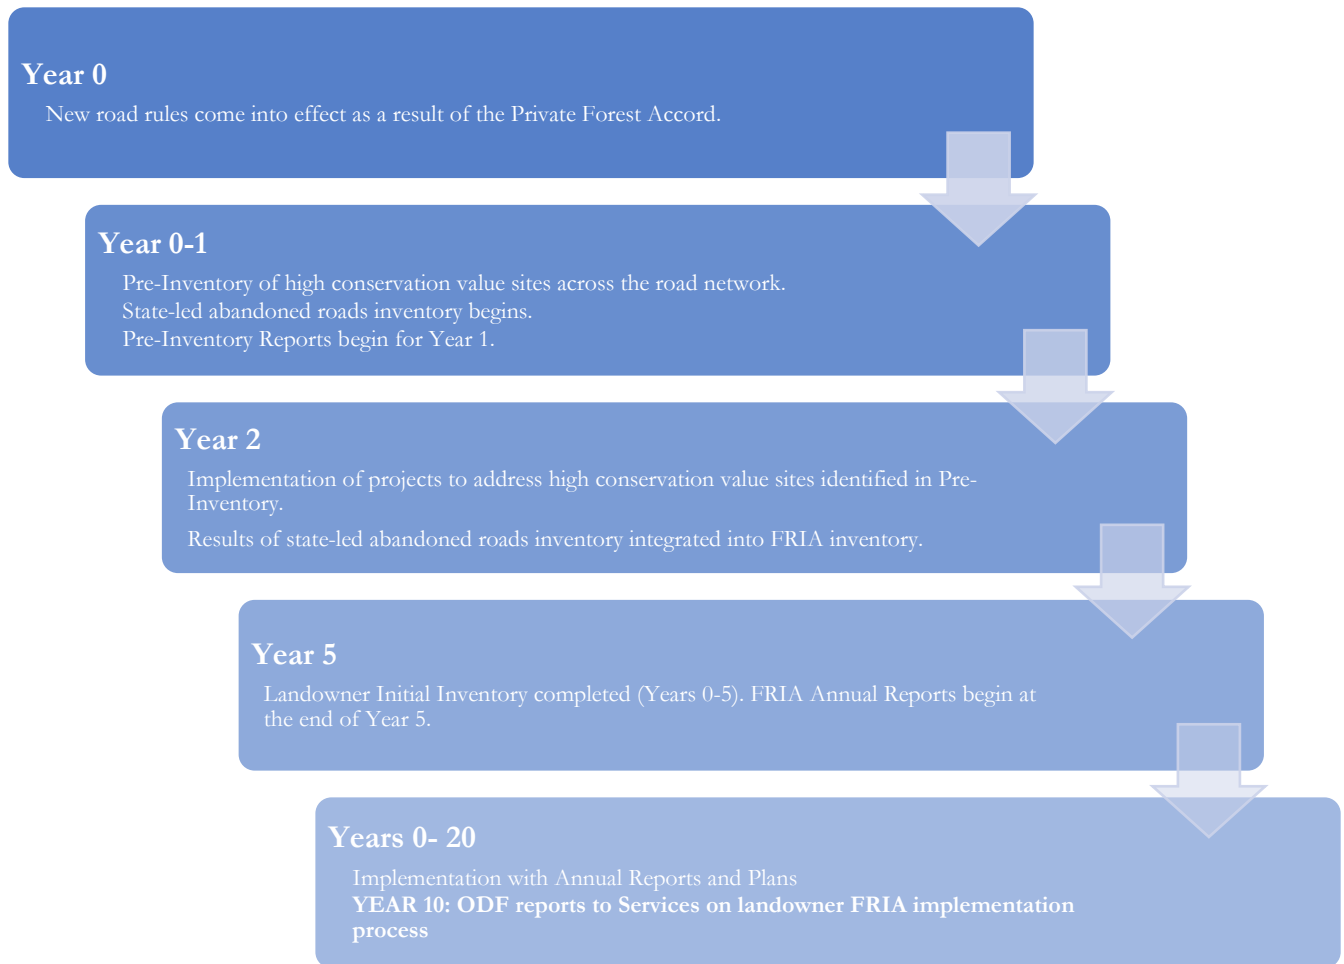 Year 0
New road rules come into effect as a result of the Private Forest Accord.
Year 0-1
Pre-Inventory of high conservation value sites across the road network.
State-led abandoned roads inventory begins.
Pre-Inventory Reports begin for Year 1.
Year 2
Implementation of projects to address high conservation value sites identified in Pre-
Inventory.
Results of state-led abandoned roads inventory integrated into FRIA inventory.
Year 5
Landowner Initial Inventory completed (Years 0-5). FRIA Annual Reports begin at
the end of Year 5.
Years 0- 20
Implementation with Annual Reports and Plans
YEAR 10: ODF reports to Services on landowner FRIA implementation
process